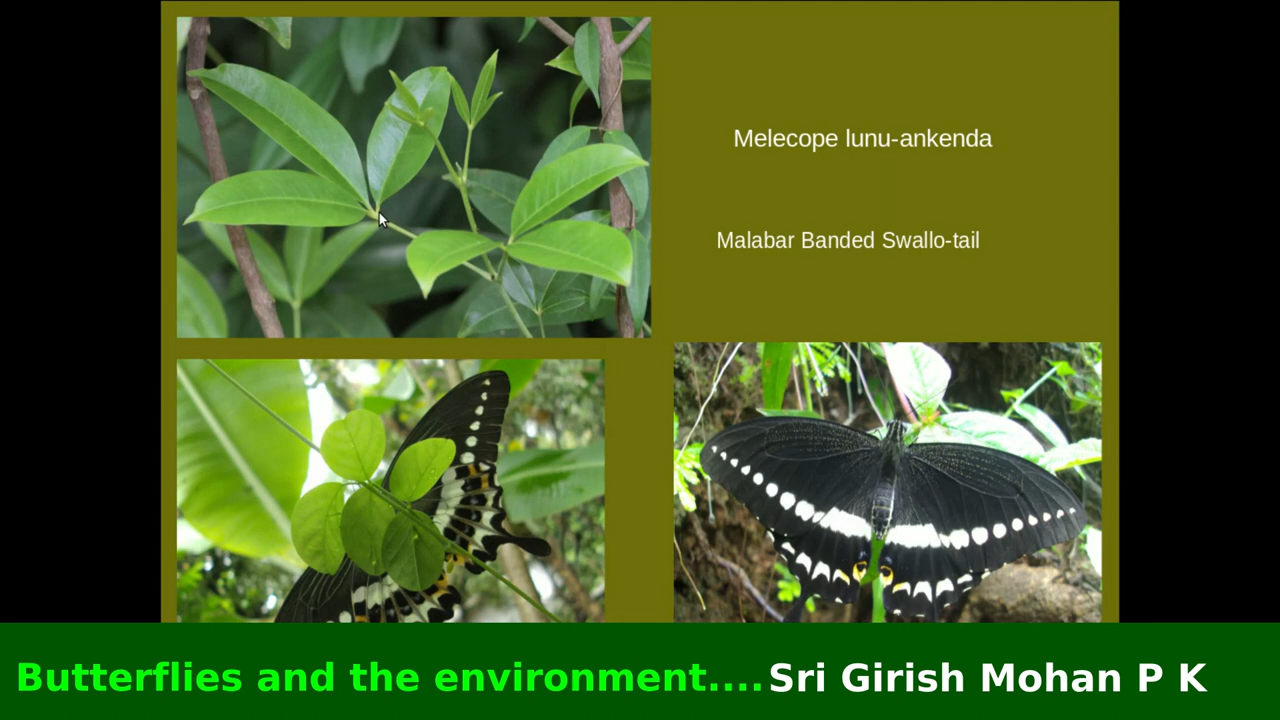 Melecope lunu-ankenda
Malabar Banded Swallo-tail
Butterflies and the environment....Sri Girish Mohan P K